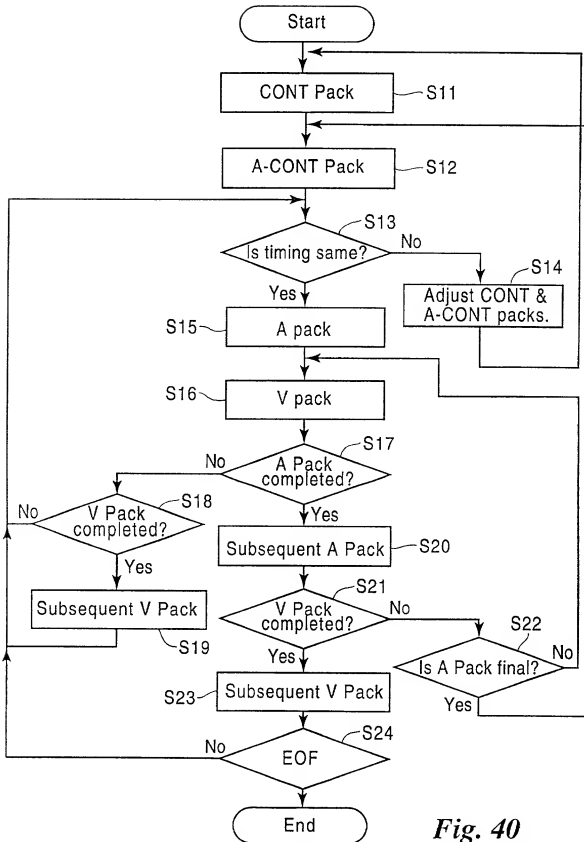 Start
CONT Pack
S11
A-CONT Pack
S12
S13
Is timing same?
No
S14
Adjust CONT &
A-CONT packs.
Yes
S15
A pack
S16
V pack
S17
A Pack
completed?
No
S18
V Pack
completed?
No
Yes
Yes
Subsequent A Pack
S20
Subsequent V Pack
S19
S21
V Pack
completed?
No
S22
Is A Pack final?
No
Yes
Yes
S23
Subsequent V Pack
S24
EOF
No
End
Fig. 40